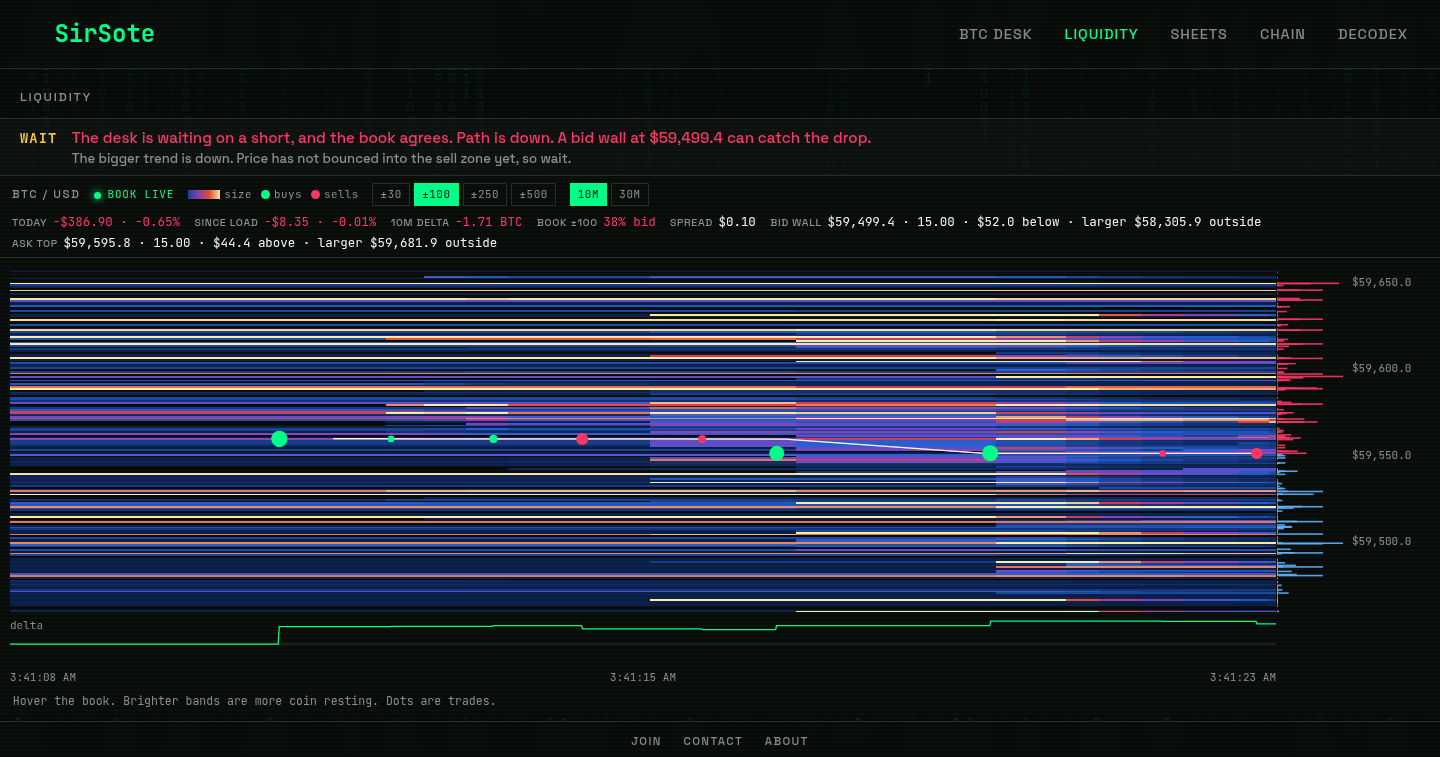 SirSote
BTC DESK LIQUIDITY SHEETS CHAIN DECODEX
LIQUIDITY
WAIT The desk is waiting on a short, and the book agrees. Path is down. A bid wall at $59,499.4 can catch the drop.
The bigger trend is down. Price has not bounced into the sell zone yet, so wait.
BTC / USD BOOK LIVE size buys sells ±30 ±100 ±250 ±500 10M 30M
TODAY -$386.90 · -0.65% SINCE LOAD -$8.35 · -0.01% 10M DELTA -1.71 BTC BOOK ±100 38% bid SPREAD $0.10 BID WALL $59,499.4 · 15.00 · $52.0 below · larger $58,305.9 outside
ASK TOP $59,595.8 · 15.00 · $44.4 above · larger $59,681.9 outside
$59,650.0
$59,600.0
$59,550.0
$59,500.0
delta
3:41:08 AM 3:41:15 AM 3:41:23 AM
Hover the book. Brighter bands are more coin resting. Dots are trades.
JOIN CONTACT ABOUT